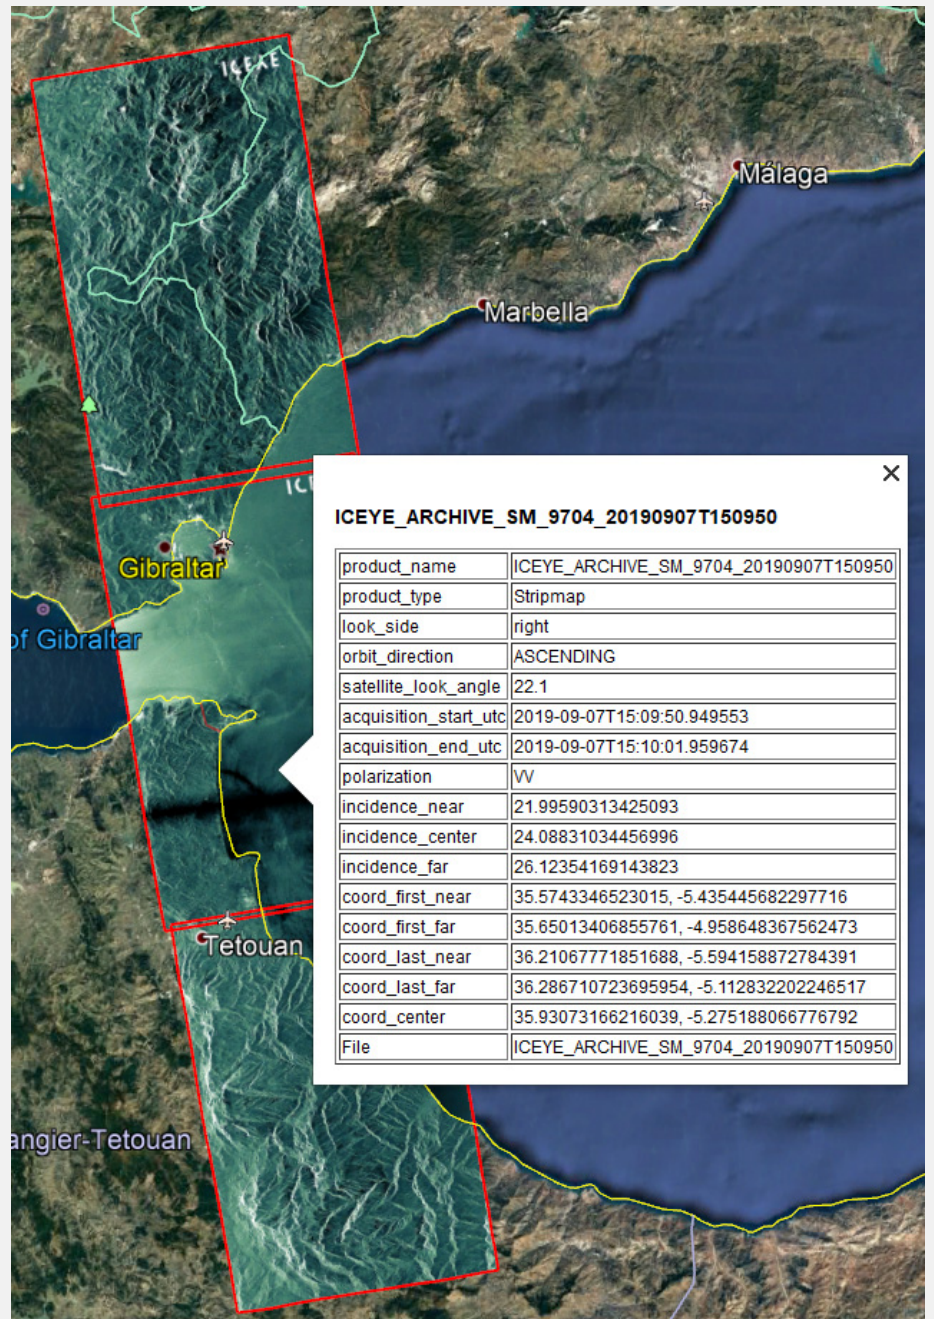 ICEYE
Málaga
Marbella
Gibraltar
of Gibraltar
Tetouan
angier-Tetouan
ICEYE_ARCHIVE_SM_9704_20190907T150950
product_name ICEYE_ARCHIVE_SM_9704_20190907T150950
product_type Stripmap
look_side right
orbit_direction ASCENDING
satellite_look_angle 22.1
acquisition_start_utc 2019-09-07T15:09:50.949553
acquisition_end_utc 2019-09-07T15:10:01.959674
polarization VV
incidence_near 21.99590313425093
incidence_center 24.08831034456996
incidence_far 26.12354169143823
coord_first_near 35.5743346523015, -5.435445682297716
coord_first_far 35.65013406855761, -4.958648367562473
coord_last_near 36.21067771851688, -5.594158872784391
coord_last_far 36.286710723695954, -5.112832202246517
coord_center 35.93073166216039, -5.275188066776792
File ICEYE_ARCHIVE_SM_9704_20190907T150950